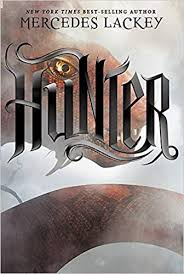 NEW YORK TIMES BEST-SELLING AUTHOR
MERCEDES LACKEY
HUNTER